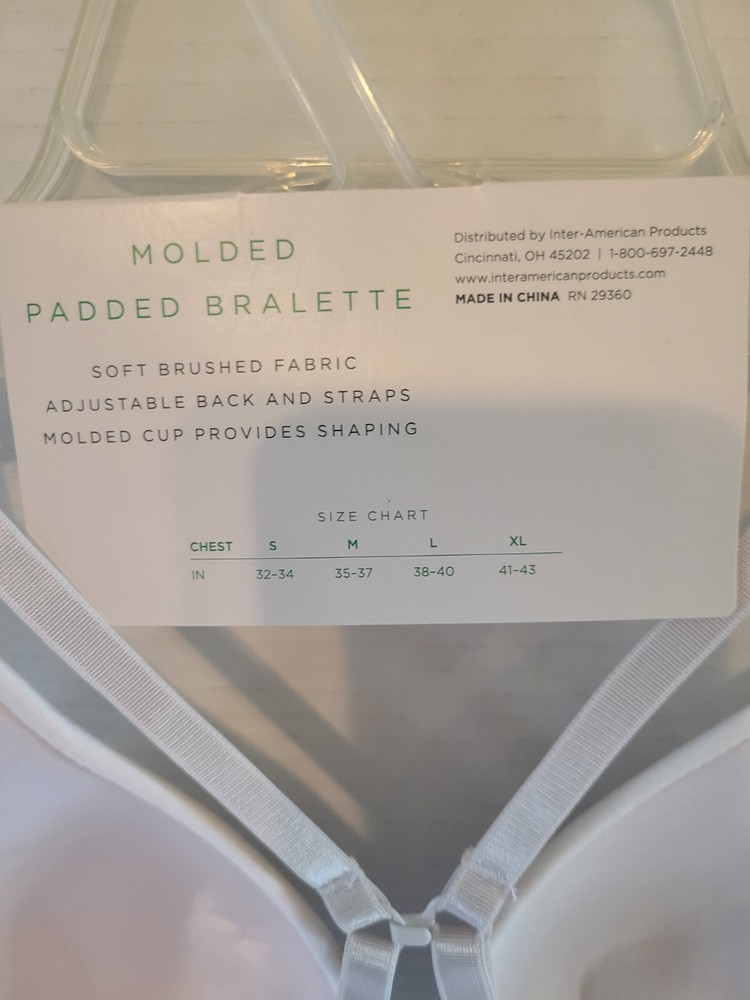 MOLDED
PADDED BRALETTE
SOFT BRUSHED FABRIC
ADJUSTABLE BACK AND STRAPS
MOLDED CUP PROVIDES SHAPING
Distributed by Inter-American Products
Cincinnati, OH 45202 | 1-800-697-2448
www.interamericanproducts.com
MADE IN CHINA RN 29360
SIZE CHART
CHEST S M L XL
IN 32-34 35-37 38-40 41-43